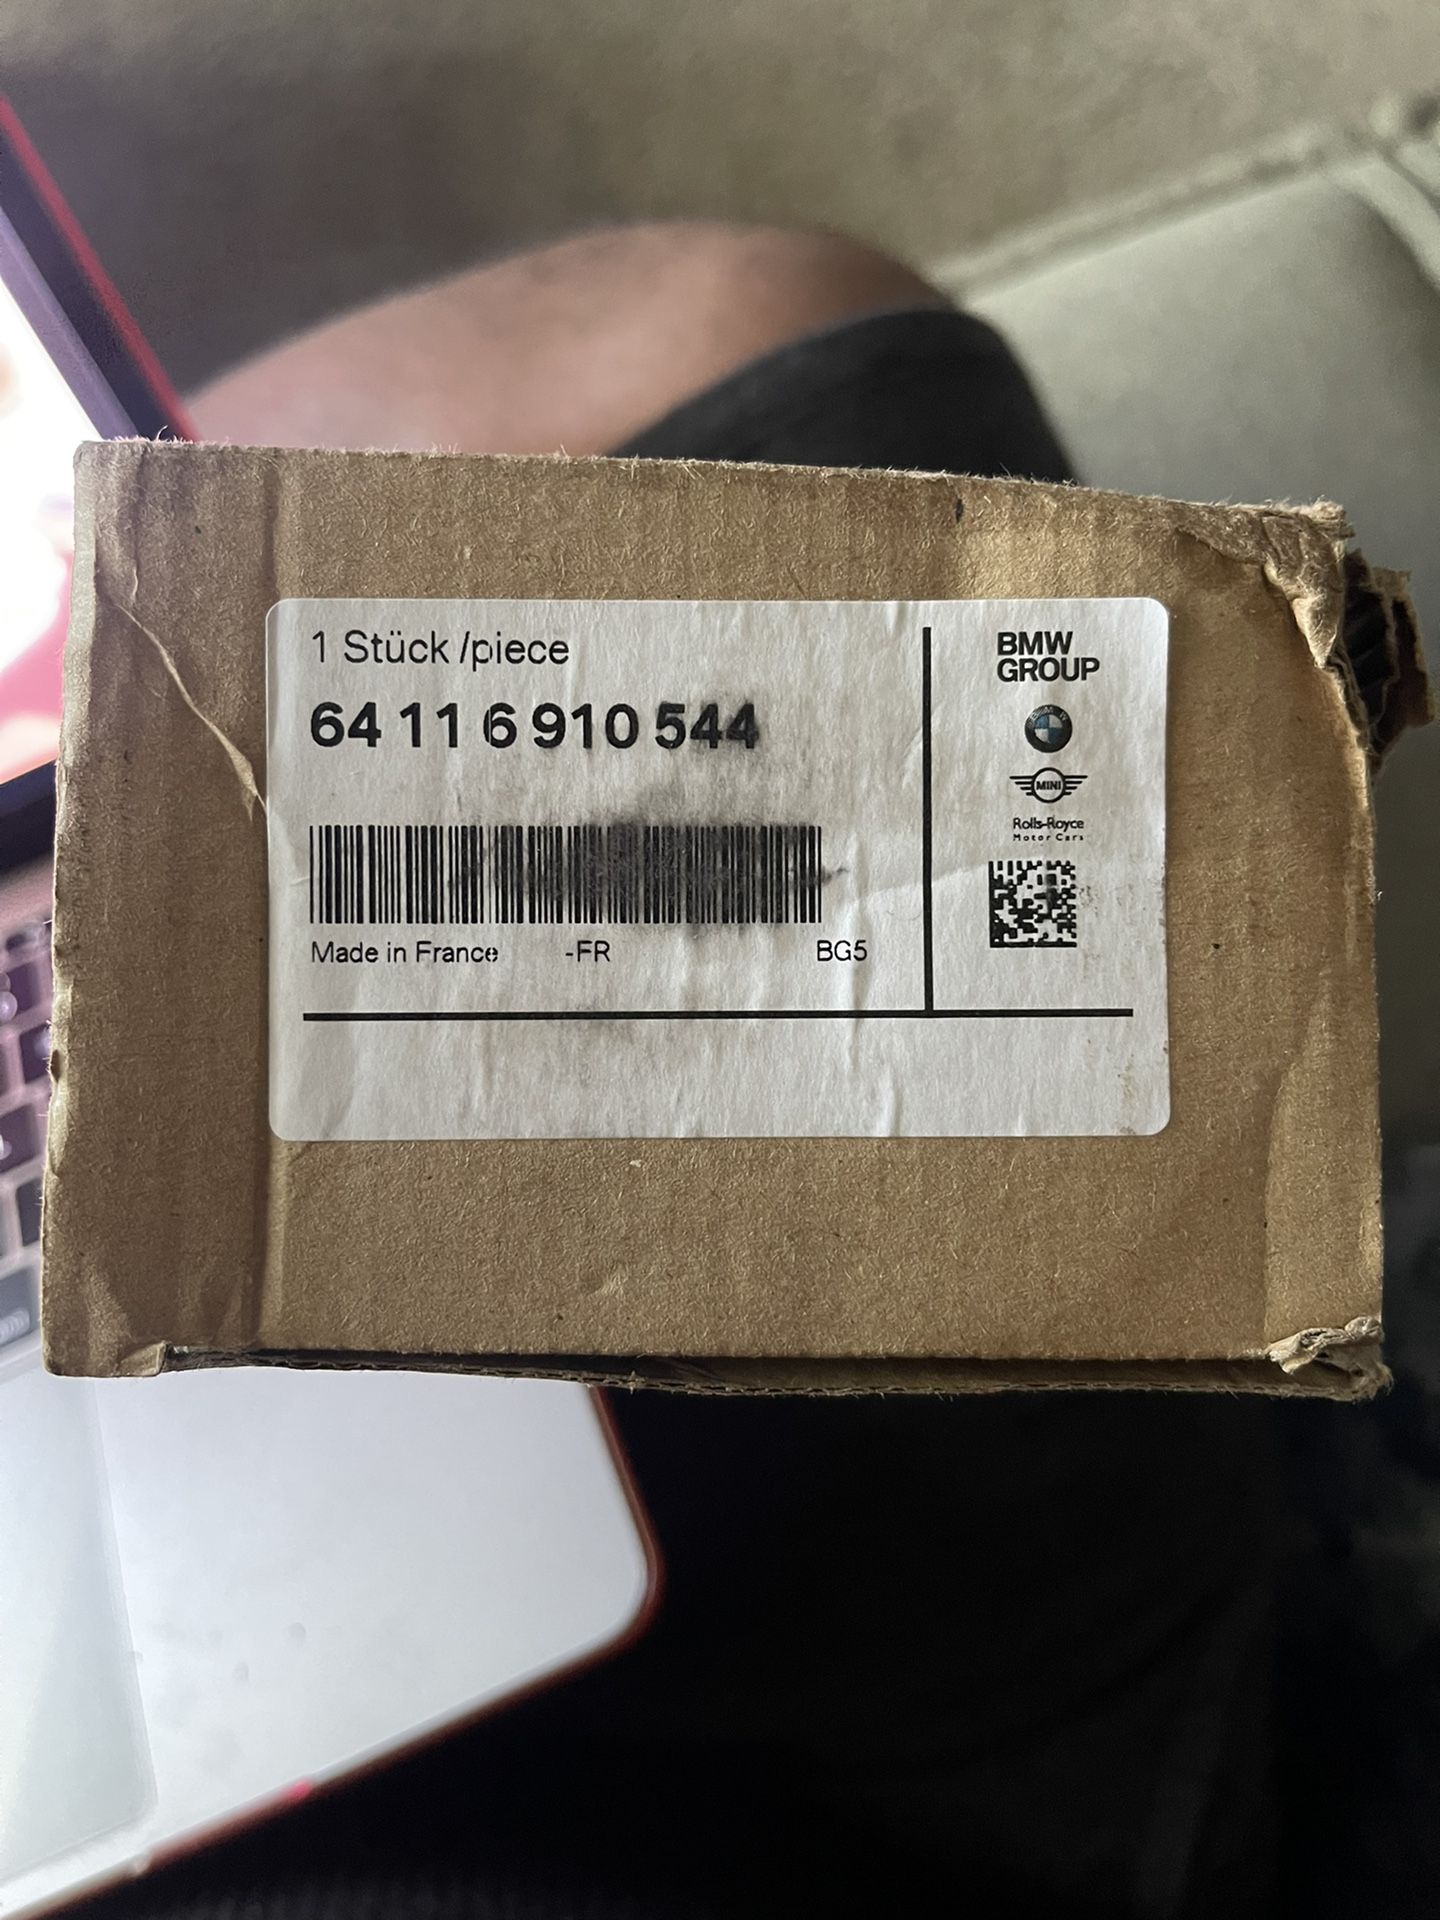 1 Stück /piece
64 11 6 910 544
Made in France -FR BG5
BMW
GROUP
MINI
Rolls-Royce
Motor Cars